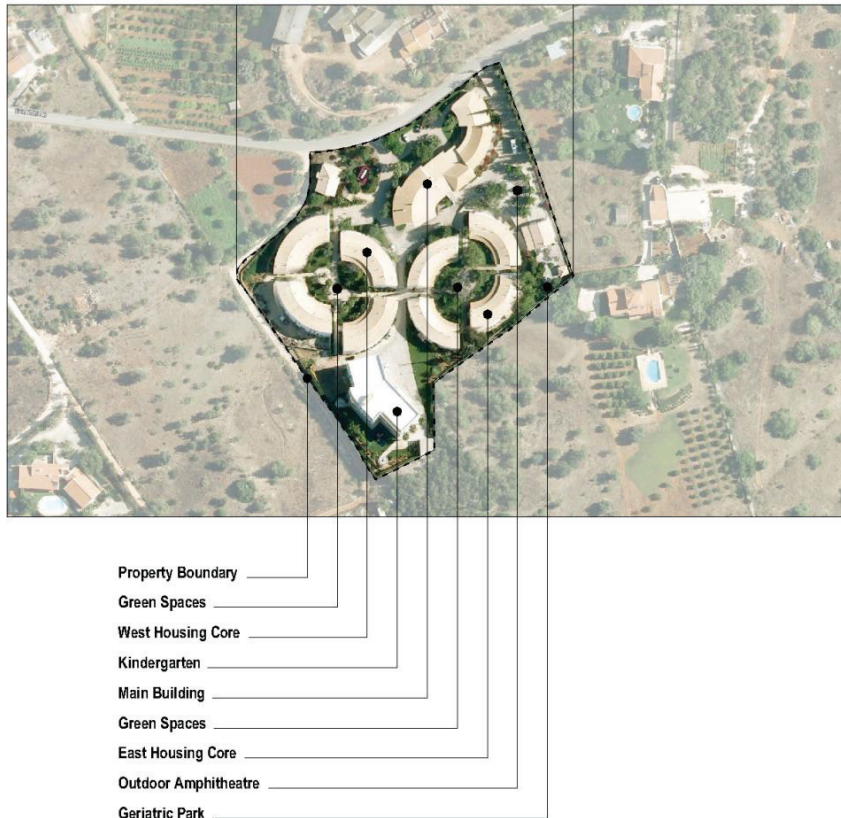 Property Boundary
Green Spaces
West Housing Core
Kindergarten
Main Building
Green Spaces
East Housing Core
Outdoor Amphitheatre
Geriatric Park